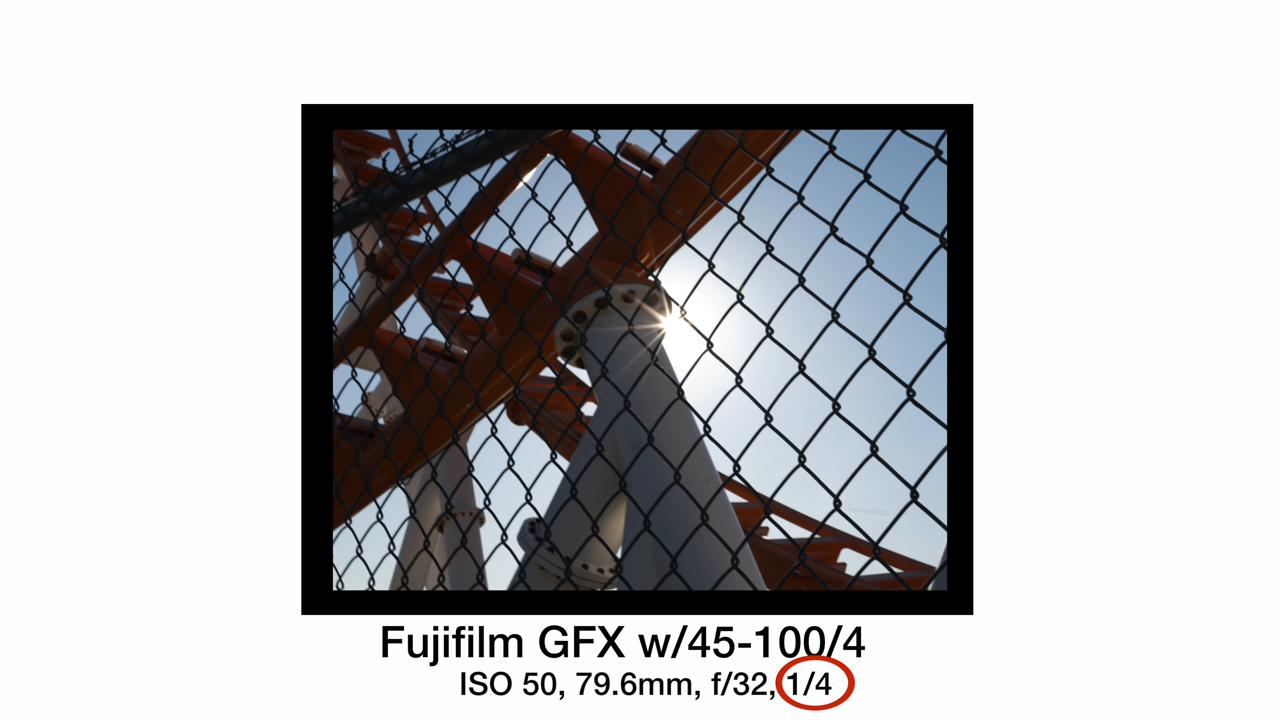 Fujifilm GFX w/45-100/4
ISO 50, 79.6mm, f/32, 1/4